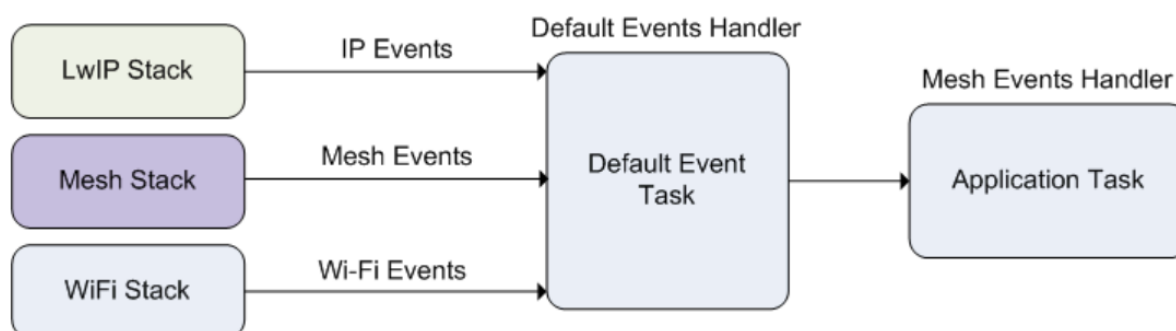 Default Events Handler
LwIP Stack
IP Events
Mesh Events Handler
Mesh Stack
Mesh Events
Default Event
Task
Application Task
WiFi Stack
Wi-Fi Events